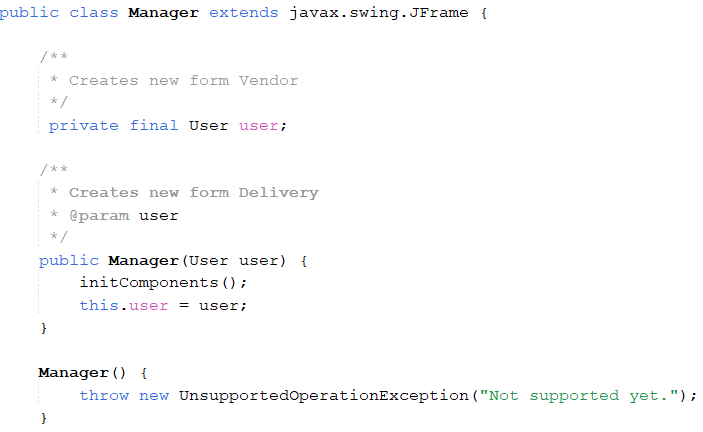 public class Manager extends javax.swing.JFrame {
/**
* Creates new form Vendor
*/
private final User user;
/**
* Creates new form Delivery
* @param user
*/
public Manager(User user) {
initComponents();
this.user = user;
}
Manager() {
throw new UnsupportedOperationException("Not supported yet.");
}